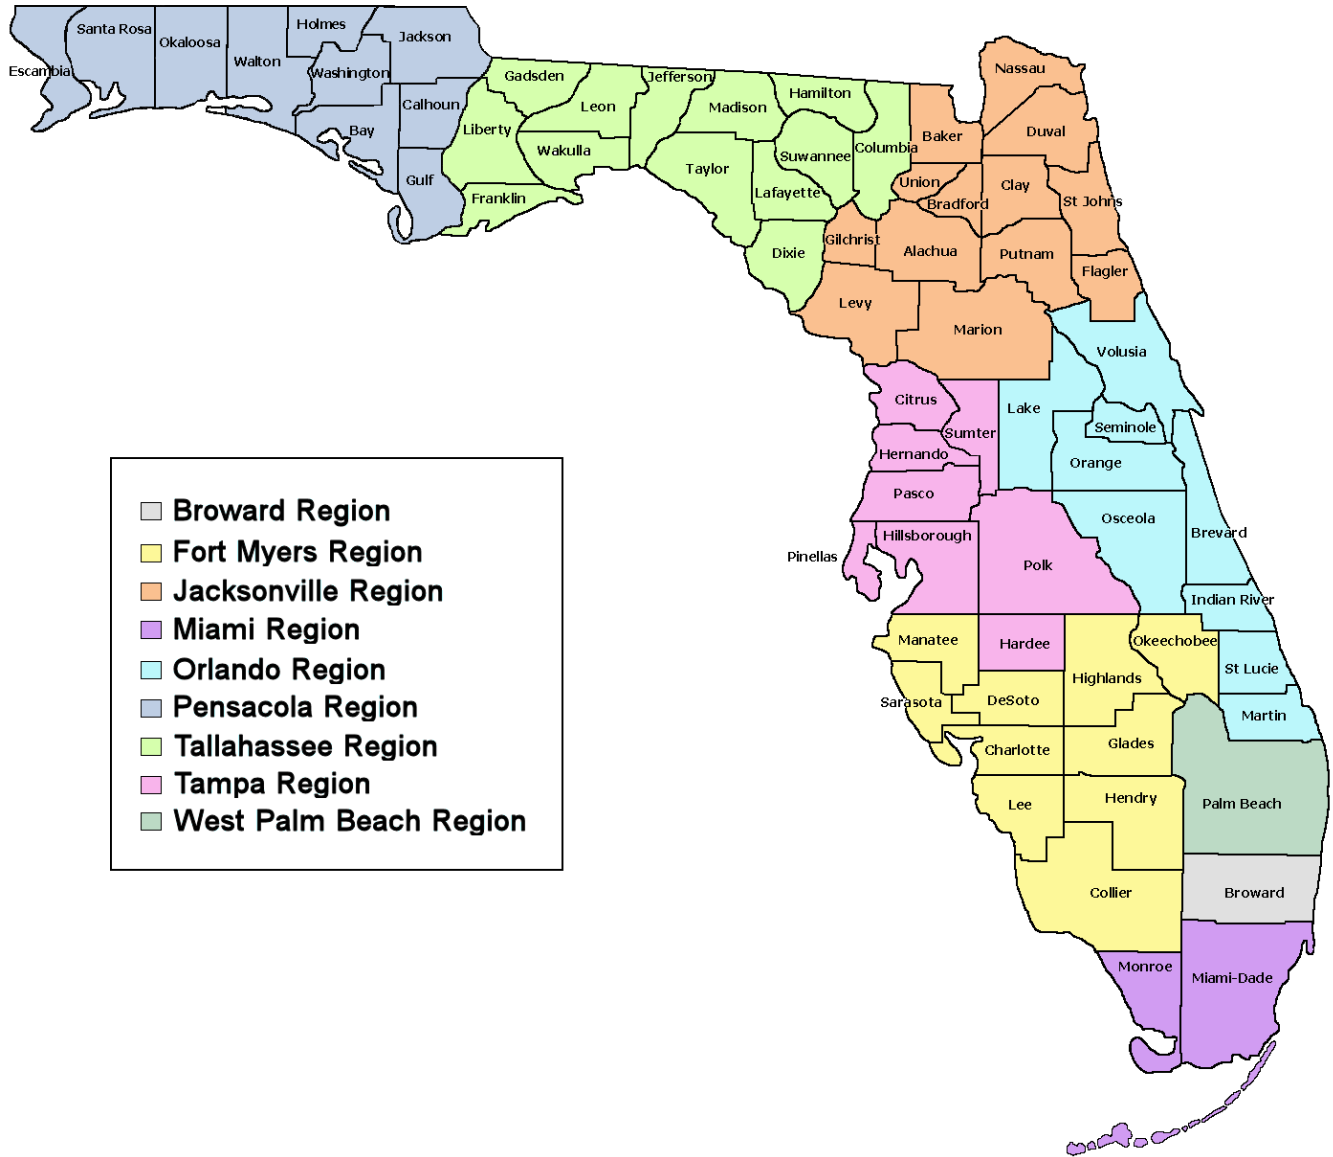 Holmes
Santa Rosa
Jackson
Okaloosa
Walton
Escambia
Washington
Calhoun
Bay
Gulf
Gadsden
Jefferson
Leon
Madison
Hamilton
Liberty
Wakulla
Taylor
Suwannee
Columbia
Lafayette
Franklin
Dixie
Nassau
Baker
Duval
Union
Clay
Bradford
St Johns
Gilchrist
Alachua
Putnam
Flagler
Levy
Marion
Volusia
Citrus
Lake
Sumter
Seminole
Hernando
Orange
Pasco
Osceola
Hillsborough
Brevard
Pinellas
Polk
Indian River
Manatee
Hardee
Okeechobee
St Lucie
Highlands
Sarasota
DeSoto
Martin
Charlotte
Glades
Lee
Hendry
Palm Beach
Collier
Broward
Monroe
Miami-Dade
Broward Region
Fort Myers Region
Jacksonville Region
Miami Region
Orlando Region
Pensacola Region
Tallahassee Region
Tampa Region
West Palm Beach Region